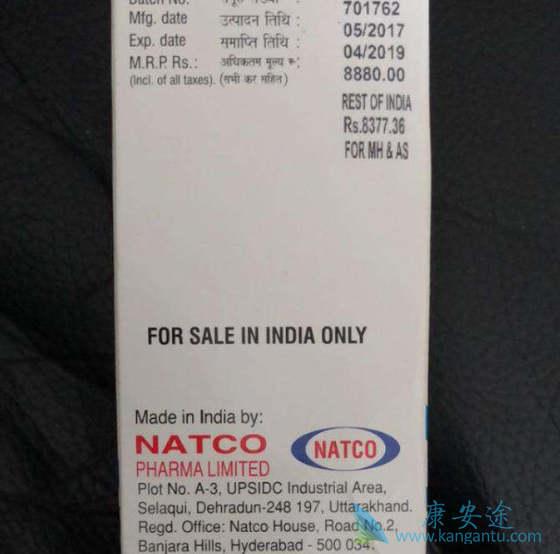 Batch No. : 701762
Mfg. date उत्पादन तिथि : 05/2017
Exp. date समाप्ति तिथि : 04/2019
M.R.P. Rs.: अधिकतम मूल्य रू: 8880.00
(Incl. of all taxes). (सभी कर सहित)
REST OF INDIA
Rs.8377.36
FOR MH & AS
FOR SALE IN INDIA ONLY
Made in India by:
NATCO NATCO
PHARMA LIMITED
Plot No. A-3, UPSIDC Industrial Area,
Selaqui, Dehradun-248 197, Uttarakhand.
Regd. Office: Natco House, Road No.2,
Banjara Hills, Hyderabad - 500 034.
康安途
www.kangantu.com